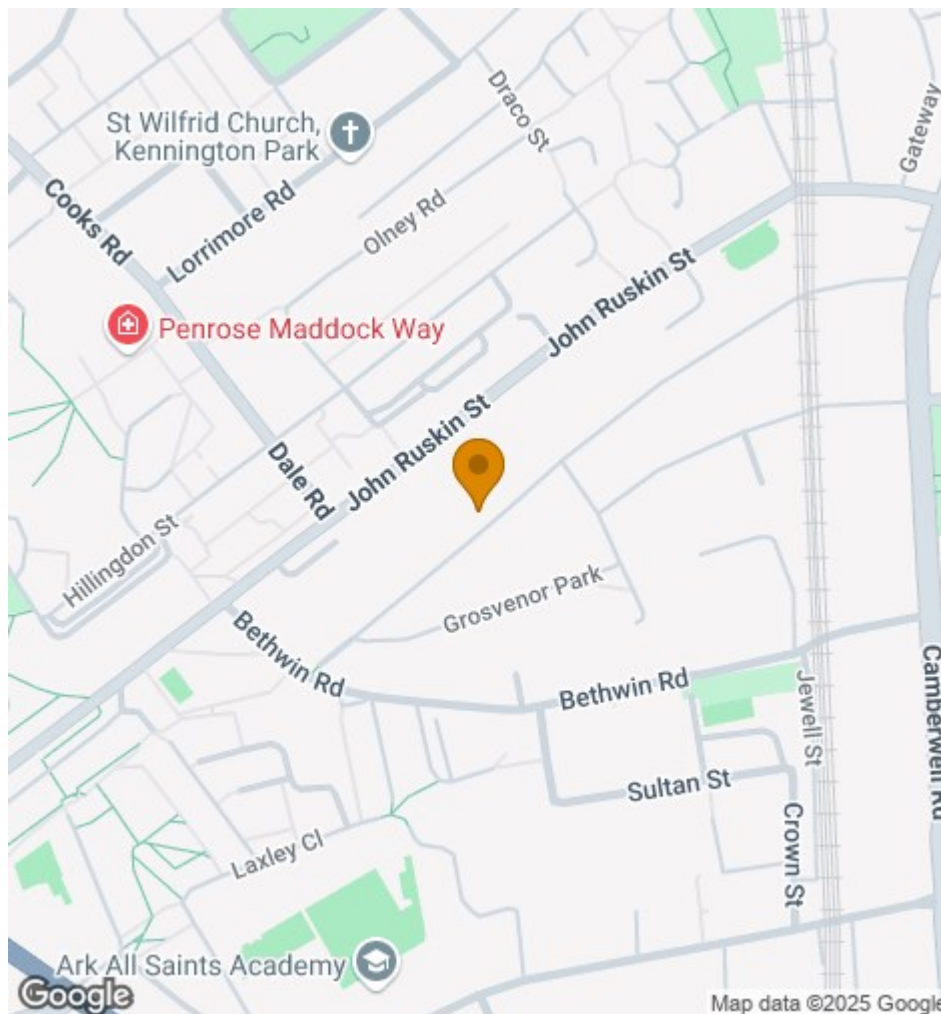 Draco St
Gateway
St Wilfrid Church,
Kennington Park
Cooks Rd
Lorrimore Rd
Olney Rd
John Ruskin St
Penrose Maddock Way
John Ruskin St
Dale Rd
Hillingdon St
Grosvenor Park
Bethwin Rd
Bethwin Rd
Camberwell Rd
Jewell St
Sultan St
Crown St
Laxley Cl
Ark All Saints Academy
Google
Map data ©2025 Google